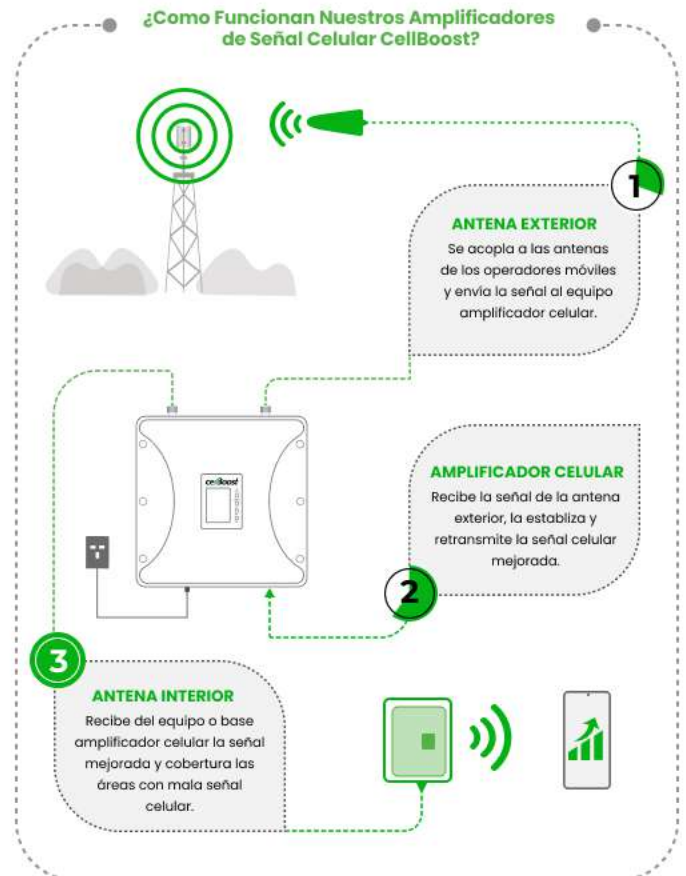 ¿Como Funcionan Nuestros Amplificadores
de Señal Celular CellBoost?
1
ANTENA EXTERIOR
Se acopla a las antenas
de los operadores móviles
y envía la señal al equipo
amplificador celular.
cellBoost
AMPLIFICADOR CELULAR
Recibe la señal de la antena
exterior, la establiza y
retransmite la señal celular
mejorada.
2
3
ANTENA INTERIOR
Recibe del equipo o base
amplificador celular la señal
mejorada y cobertura las
áreas con mala señal
celular.